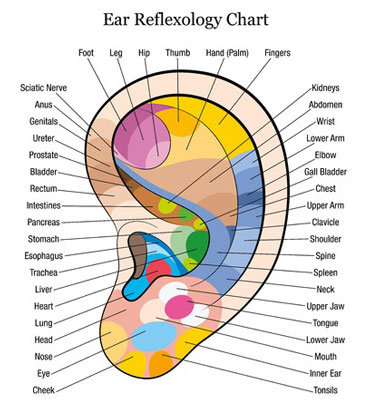 Ear Reflexology Chart
Foot Leg Hip Thumb Hand (Palm) Fingers
Sciatic Nerve
Anus
Genitals
Ureter
Prostate
Bladder
Rectum
Intestines
Pancreas
Stomach
Esophagus
Trachea
Liver
Heart
Lung
Head
Nose
Eye
Cheek
Kidneys
Abdomen
Wrist
Lower Arm
Elbow
Gall Bladder
Chest
Upper Arm
Clavicle
Shoulder
Spine
Spleen
Neck
Upper Jaw
Tongue
Lower Jaw
Mouth
Inner Ear
Tonsils